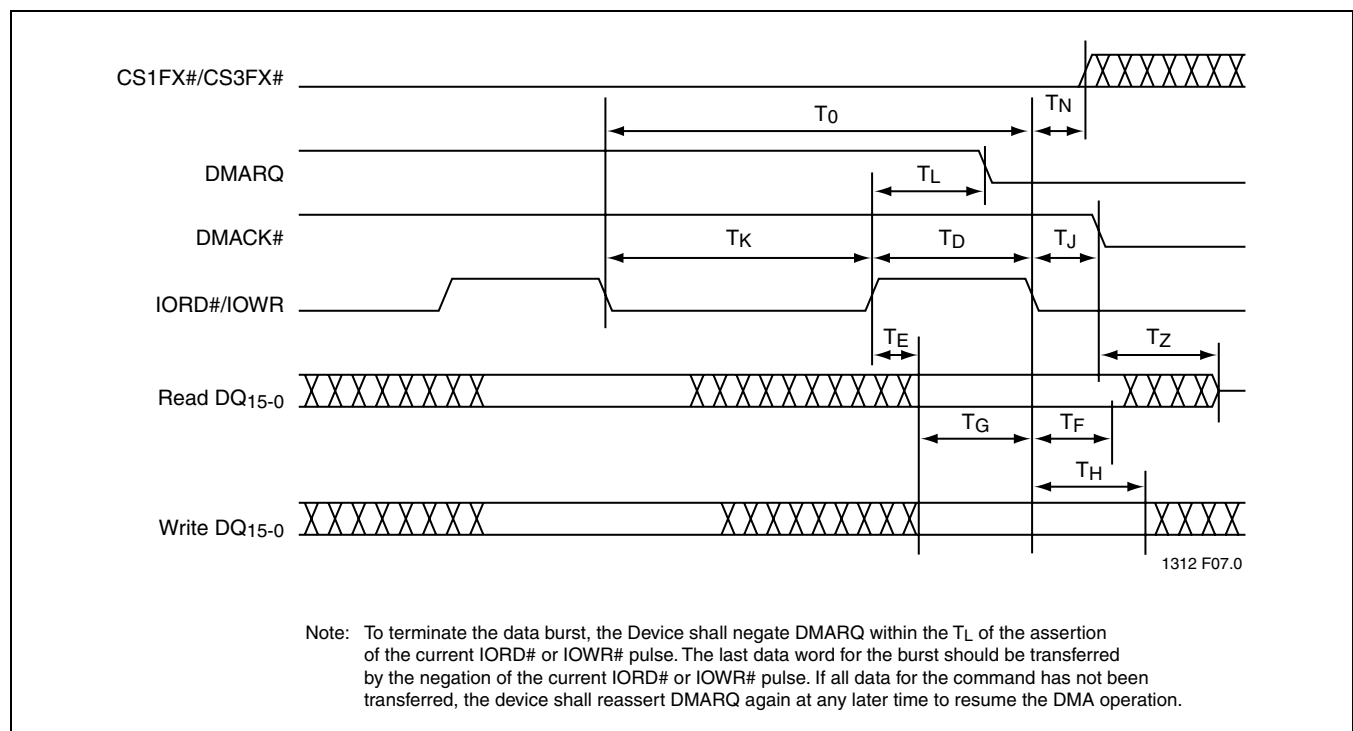 CS1FX#/CS3FX#
TN
T0
DMARQ
TL
DMACK#
TK
TD
TJ
IORD#/IOWR
TE
TZ
Read DQ15-0
TG
TF
TH
Write DQ15-0
1312 F07.0
Note: To terminate the data burst, the Device shall negate DMARQ within the TL of the assertion
of the current IORD# or IOWR# pulse. The last data word for the burst should be transferred
by the negation of the current IORD# or IOWR# pulse. If all data for the command has not been
transferred, the device shall reassert DMARQ again at any later time to resume the DMA operation.